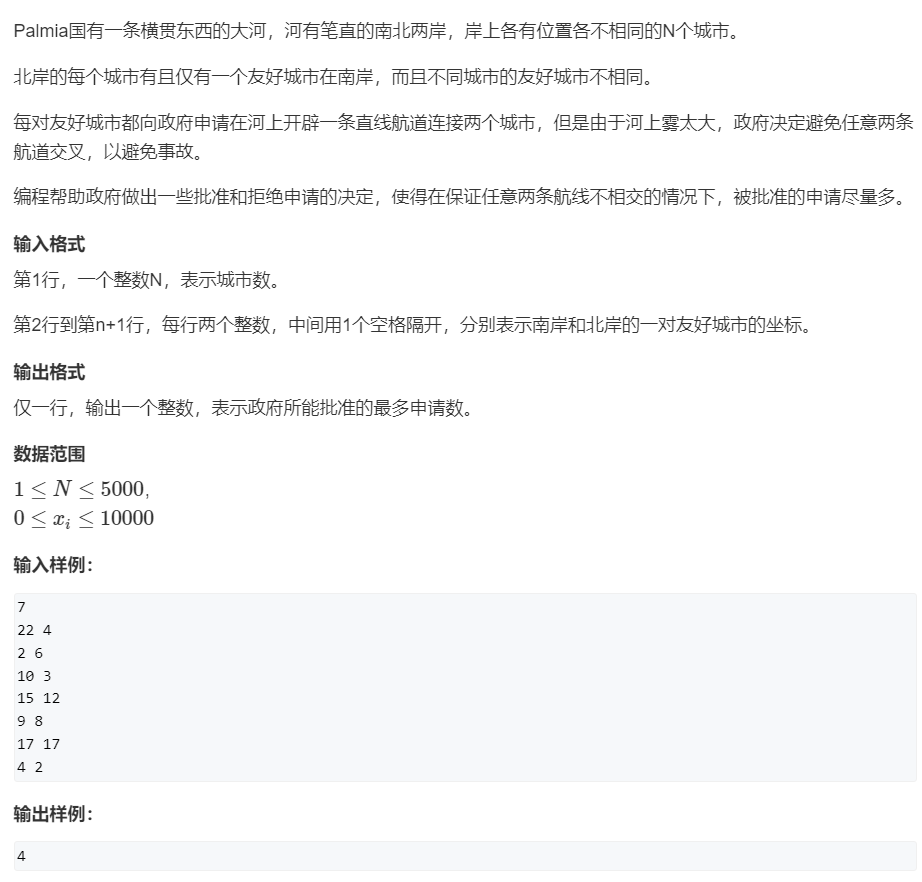 Palmia国有一条横贯东西的大河，河有笔直的南北两岸，岸上各有位置各不相同的N个城市。
北岸的每个城市有且仅有一个友好城市在南岸，而且不同城市的友好城市不相同。
每对友好城市都向政府申请在河上开辟一条直线航道连接两个城市，但是由于河上雾太大，政府决定避免任意两条
航道交叉，以避免事故。
编程帮助政府做出一些批准和拒绝申请的决定，使得在保证任意两条航线不相交的情况下，被批准的申请尽量多。
输入格式
第1行，一个整数N，表示城市数。
第2行到第n+1行，每行两个整数，中间用1个空格隔开，分别表示南岸和北岸的一对友好城市的坐标。
输出格式
仅一行，输出一个整数，表示政府所能批准的最多申请数。
数据范围
1 ≤ N ≤ 5000,
0 ≤ xᵢ ≤ 10000
输入样例：
7
22 4
2 6
10 3
15 12
9 8
17 17
4 2
输出样例：
4